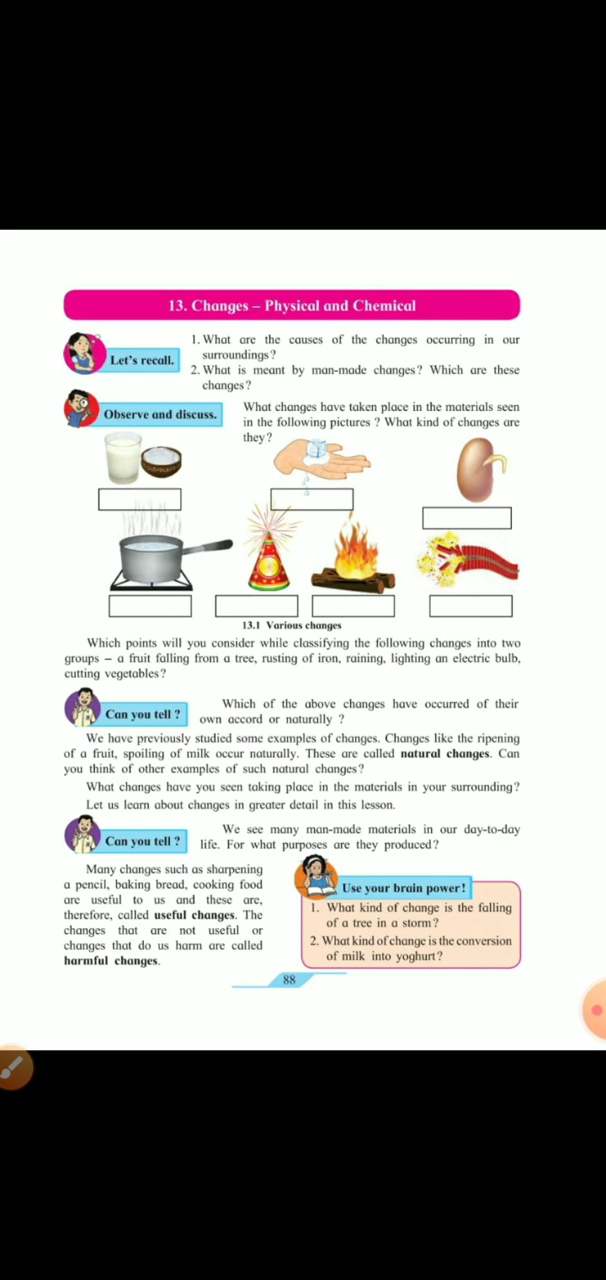 13. Changes – Physical and Chemical
Let's recall.
1. What are the causes of the changes occurring in our
surroundings?
2. What is meant by man-made changes? Which are these
changes?
Observe and discuss.
What changes have taken place in the materials seen
in the following pictures ? What kind of changes are
they?
13.1 Various changes
Which points will you consider while classifying the following changes into two
groups – a fruit falling from a tree, rusting of iron, raining, lighting an electric bulb,
cutting vegetables?
Can you tell ?
Which of the above changes have occurred of their
own accord or naturally ?
We have previously studied some examples of changes. Changes like the ripening
of a fruit, spoiling of milk occur naturally. These are called natural changes. Can
you think of other examples of such natural changes?
What changes have you seen taking place in the materials in your surrounding?
Let us learn about changes in greater detail in this lesson.
Can you tell ?
We see many man-made materials in our day-to-day
life. For what purposes are they produced?
Many changes such as sharpening
a pencil, baking bread, cooking food
are useful to us and these are,
therefore, called useful changes. The
changes that are not useful or
changes that do us harm are called
harmful changes.
Use your brain power!
1. What kind of change is the falling
of a tree in a storm?
2. What kind of change is the conversion
of milk into yoghurt?
88